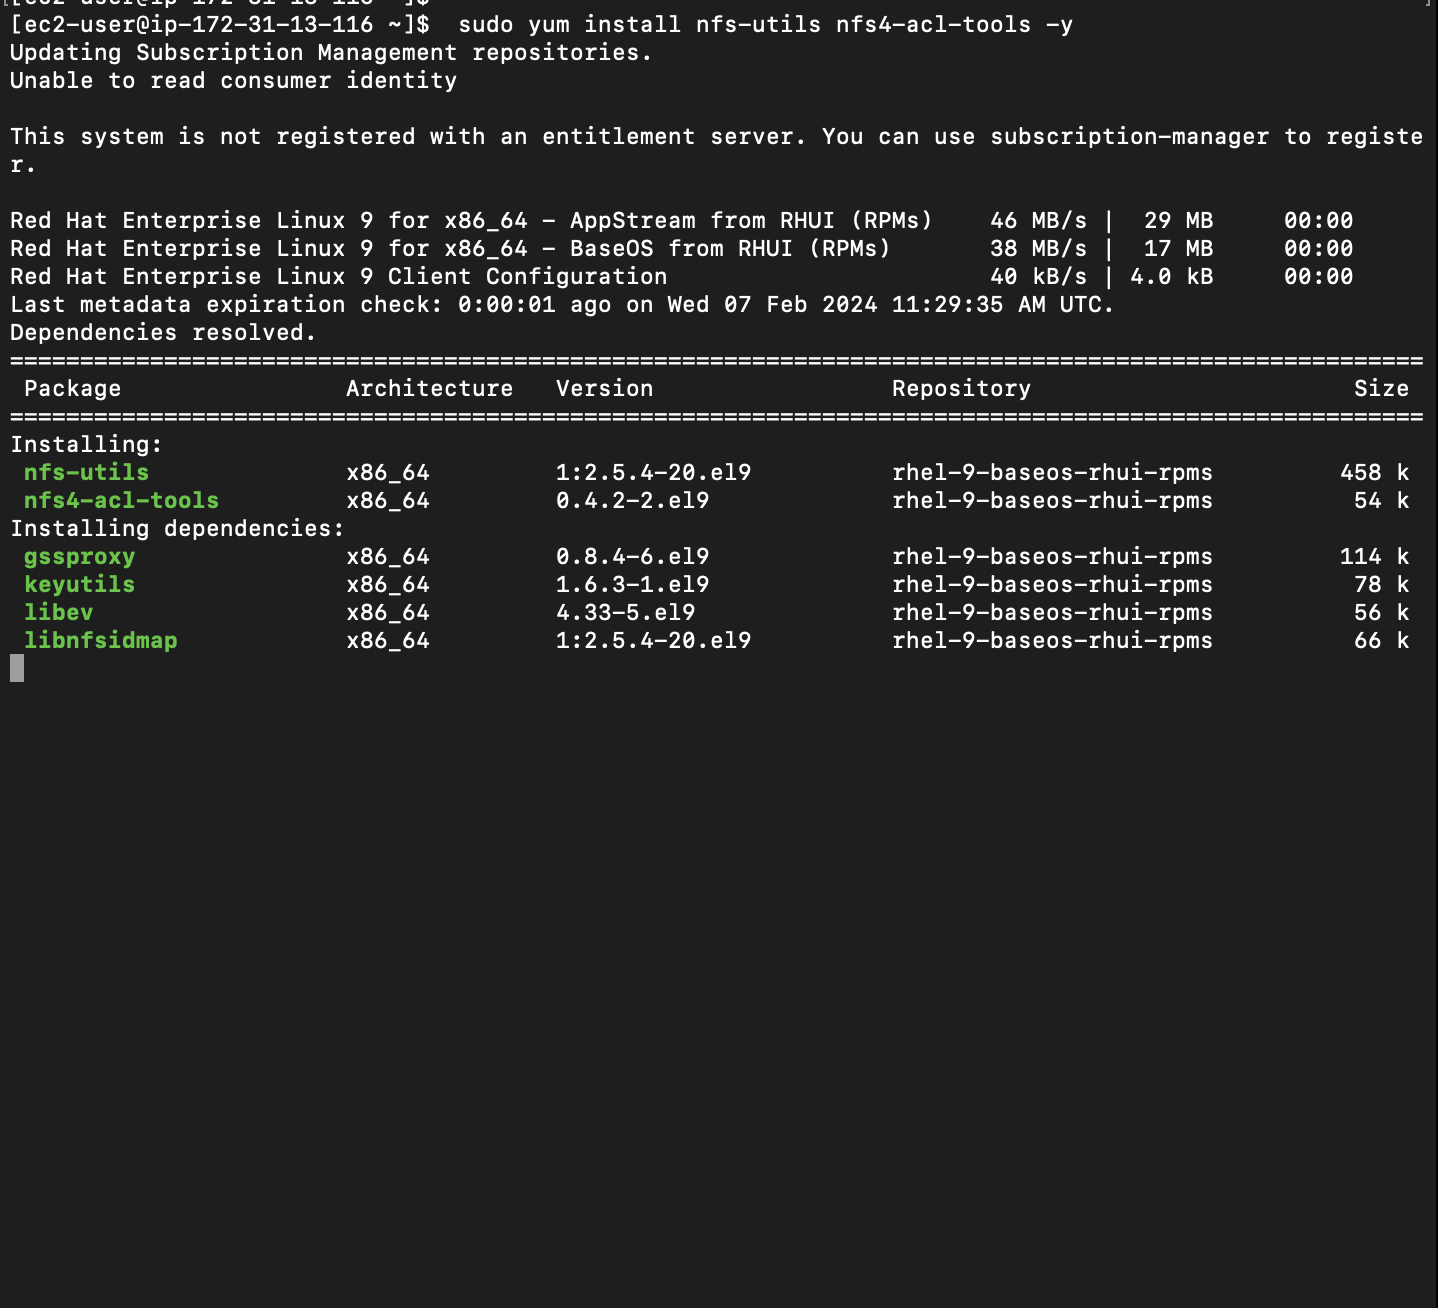 [ec2-user@ip-172-31-13-116 ~]$
[ec2-user@ip-172-31-13-116 ~]$  sudo yum install nfs-utils nfs4-acl-tools -y
Updating Subscription Management repositories.
Unable to read consumer identity

This system is not registered with an entitlement server. You can use subscription-manager to registe
r.

Red Hat Enterprise Linux 9 for x86_64 - AppStream from RHUI (RPMs)    46 MB/s |  29 MB     00:00
Red Hat Enterprise Linux 9 for x86_64 - BaseOS from RHUI (RPMs)       38 MB/s |  17 MB     00:00
Red Hat Enterprise Linux 9 Client Configuration                       40 kB/s | 4.0 kB     00:00
Last metadata expiration check: 0:00:01 ago on Wed 07 Feb 2024 11:29:35 AM UTC.
Dependencies resolved.
=====================================================================================================
 Package                Architecture   Version                 Repository                       Size
=====================================================================================================
Installing:
 nfs-utils              x86_64         1:2.5.4-20.el9          rhel-9-baseos-rhui-rpms         458 k
 nfs4-acl-tools         x86_64         0.4.2-2.el9             rhel-9-baseos-rhui-rpms          54 k
Installing dependencies:
 gssproxy               x86_64         0.8.4-6.el9             rhel-9-baseos-rhui-rpms         114 k
 keyutils               x86_64         1.6.3-1.el9             rhel-9-baseos-rhui-rpms          78 k
 libev                  x86_64         4.33-5.el9              rhel-9-baseos-rhui-rpms          56 k
 libnfsidmap            x86_64         1:2.5.4-20.el9          rhel-9-baseos-rhui-rpms          66 k